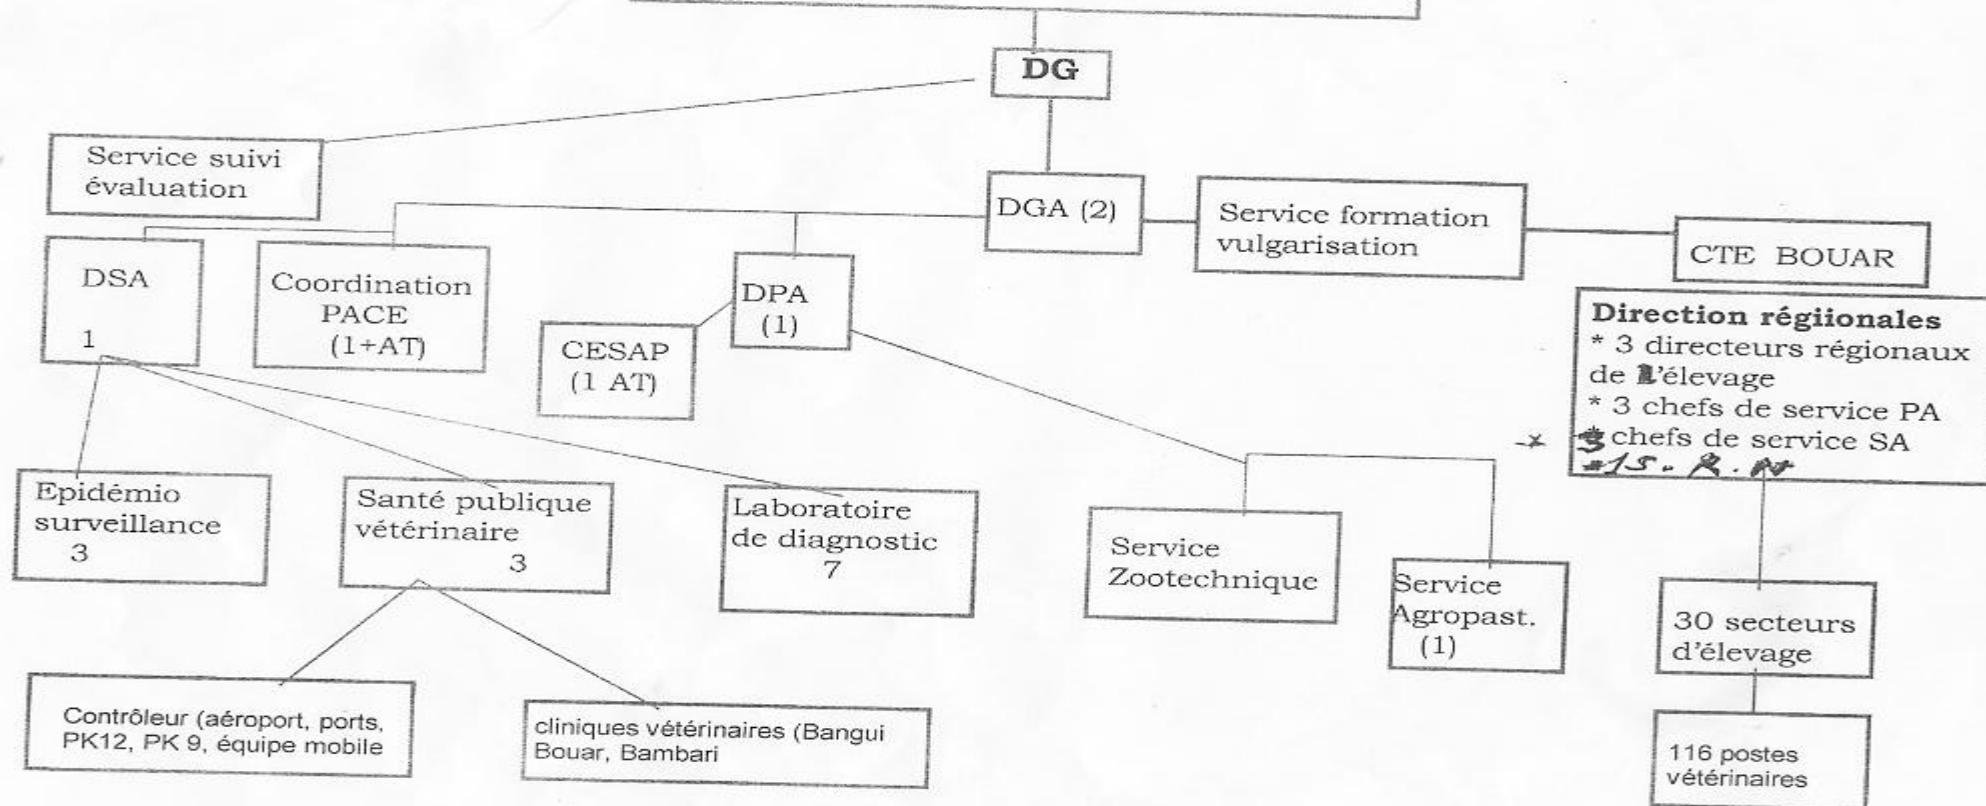 DG
Service suivi
évaluation
DGA (2)
Service formation
vulgarisation
CTE BOUAR
DSA
1
Coordination
PACE
(1+AT)
DPA
(1)
CESAP
(1 AT)
Direction régiionales
* 3 directeurs régionaux
de l'élevage
* 3 chefs de service PA
3 chefs de service SA
Epidémio
surveillance
3
Santé publique
vétérinaire
3
Laboratoire
de diagnostic
7
Service
Zootechnique
Service
Agropast.
(1)
30 secteurs
d'élevage
Contrôleur (aéroport, ports,
PK12, PK 9, équipe mobile
cliniques vétérinaires (Bangui
Bouar, Bambari
116 postes
vétérinaires